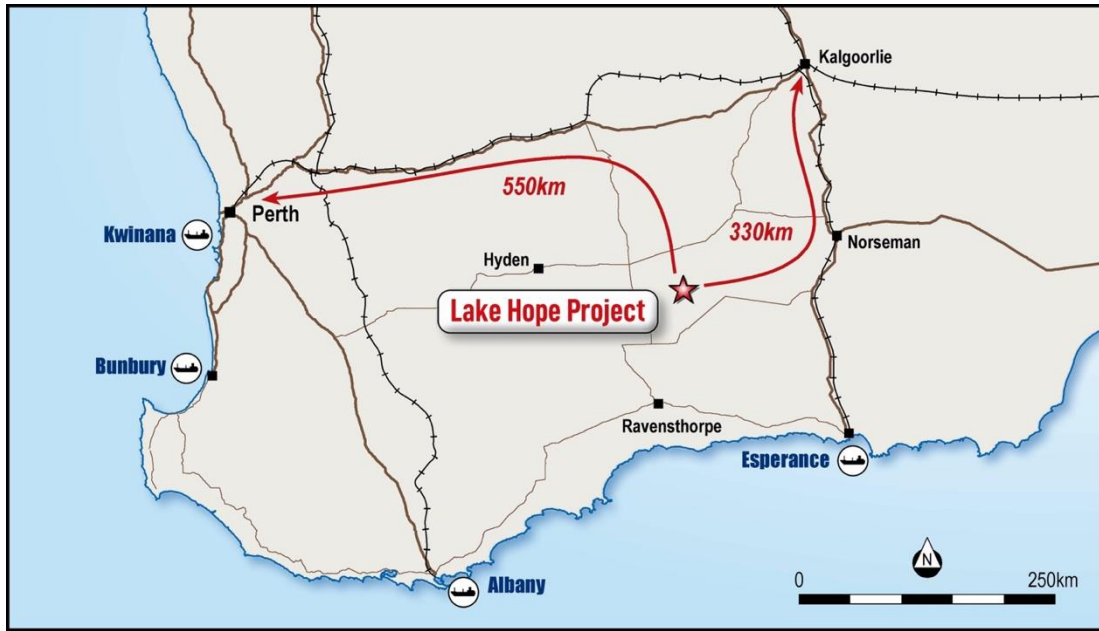 Kalgoorlie
550km
Perth
Kwinana
330km
Norseman
Hyden
Lake Hope Project
Bunbury
Ravensthorpe
Esperance
N
Albany
0 250km